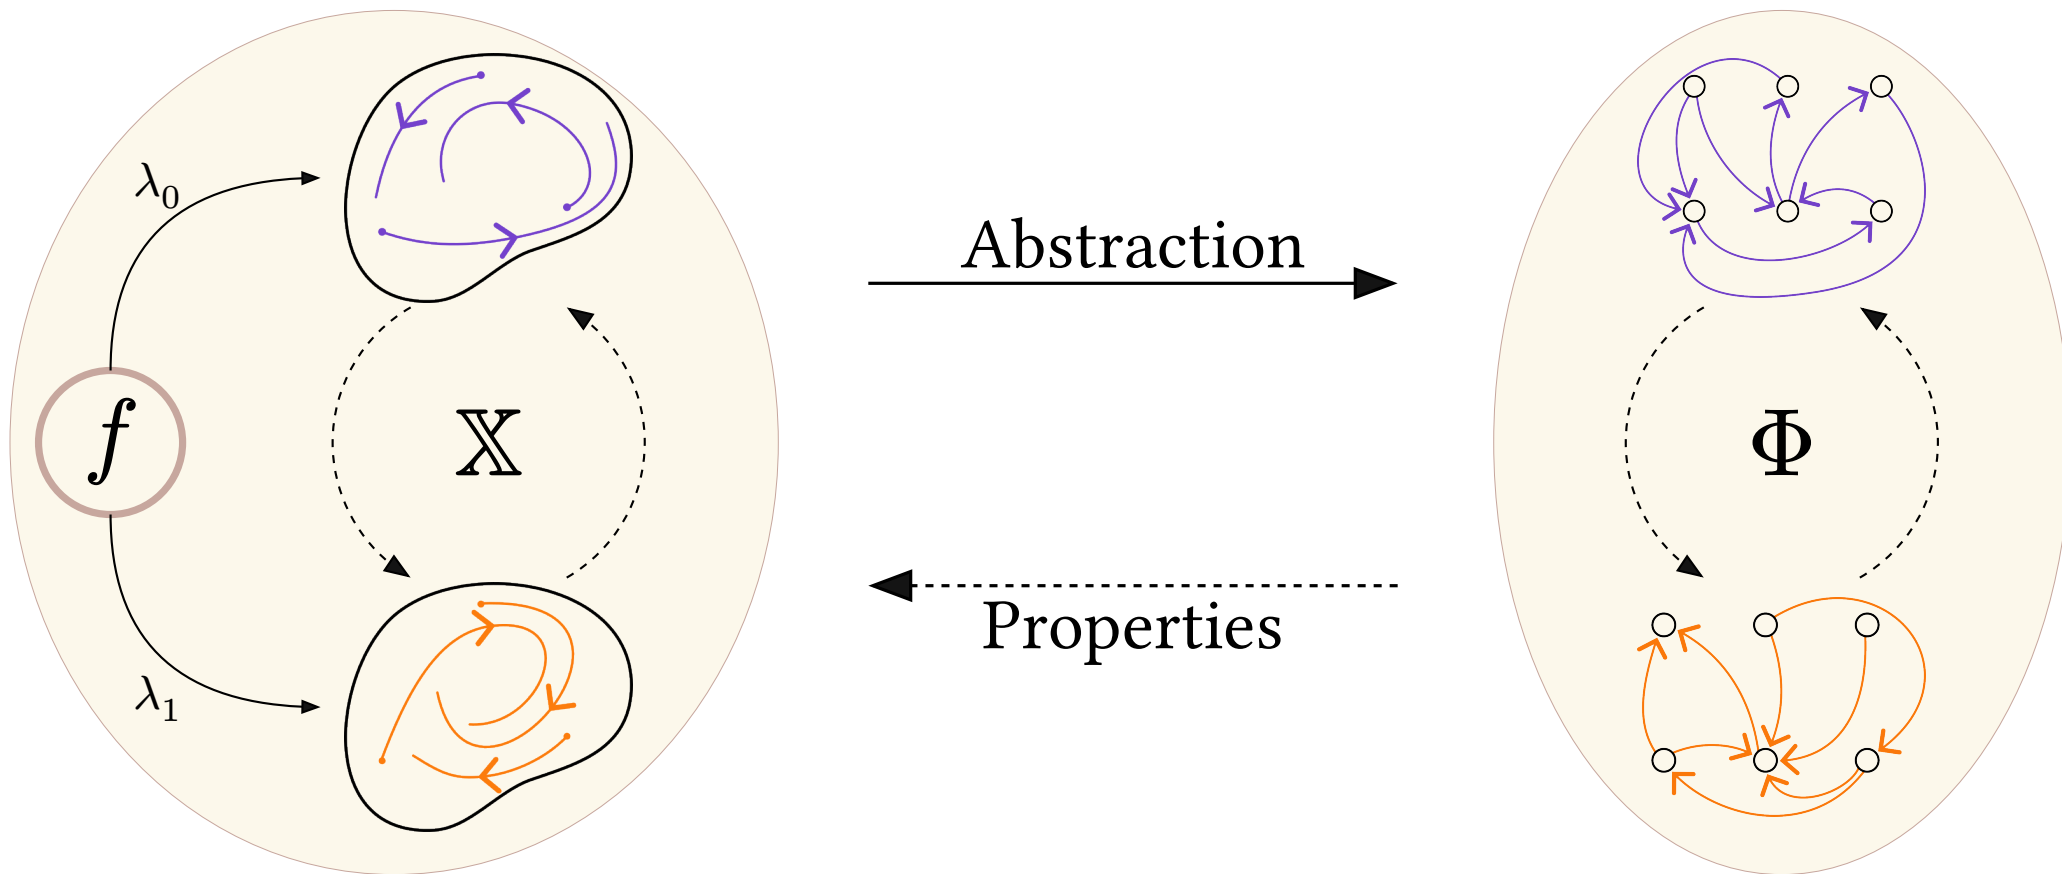 λ₀
Abstraction
f
𝕏
Φ
Properties
λ₁